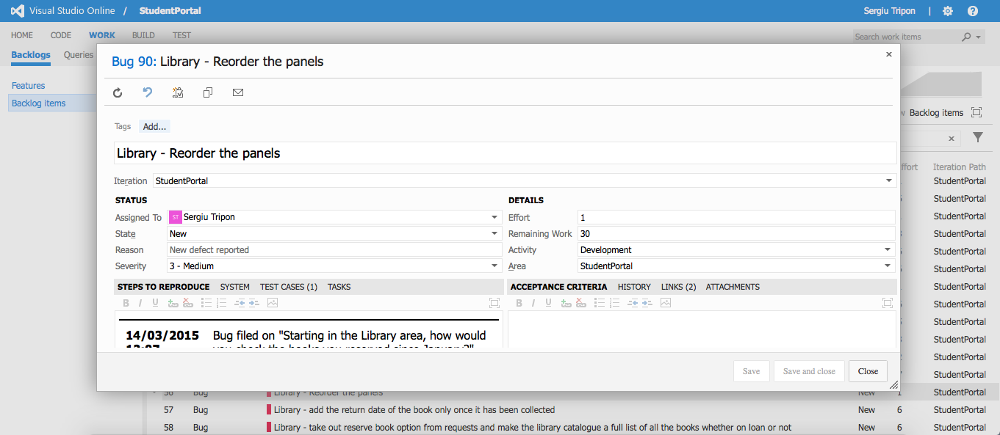 Visual Studio Online / StudentPortal
Sergiu Tripon |
HOME CODE WORK BUILD TEST
Search work items
Backlogs Queries
Features
Backlog items
Bug 90: Library - Reorder the panels
Backlog items
Tags Add...
Library - Reorder the panels
Iteration StudentPortal
STATUS
Assigned To ST Sergiu Tripon
State New
Reason New defect reported
Severity 3 - Medium
DETAILS
Effort 1
Remaining Work 30
Activity Development
Area StudentPortal
STEPS TO REPRODUCE SYSTEM TEST CASES (1) TASKS
B I U
14/03/2015 Bug filed on "Starting in the Library area, how would
you check the books you reserved since January?"
ACCEPTANCE CRITERIA HISTORY LINKS (2) ATTACHMENTS
B I U
Save Save and close Close
Iteration Path
StudentPortal
StudentPortal
StudentPortal
StudentPortal
StudentPortal
StudentPortal
StudentPortal
StudentPortal
StudentPortal
StudentPortal
StudentPortal
StudentPortal
56 Bug Library - Reorder the panels New 1 StudentPortal
57 Bug Library - add the return date of the book only once it has been collected New 6 StudentPortal
58 Bug Library - take out reserve book option from requests and make the library catalogue a full list of all the books whether on loan or not New 6 StudentPortal